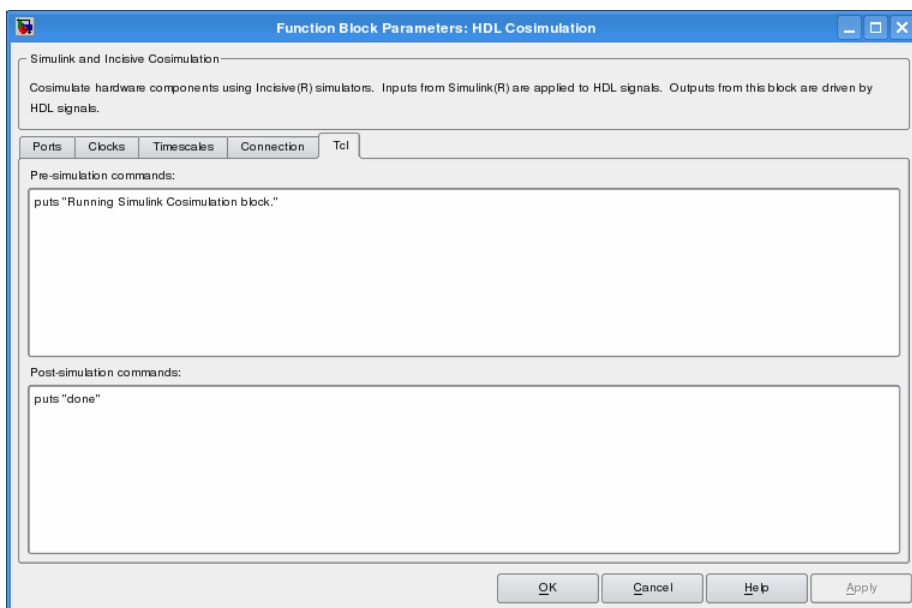 Function Block Parameters: HDL Cosimulation
Simulink and Incisive Cosimulation
Cosimulate hardware components using Incisive(R) simulators. Inputs from Simulink(R) are applied to HDL signals. Outputs from this block are driven by
HDL signals.
Ports Clocks Timescales Connection Tcl
Pre-simulation commands:
puts "Running Simulink Cosimulation block."
Post-simulation commands:
puts "done"
OK Cancel Help Apply